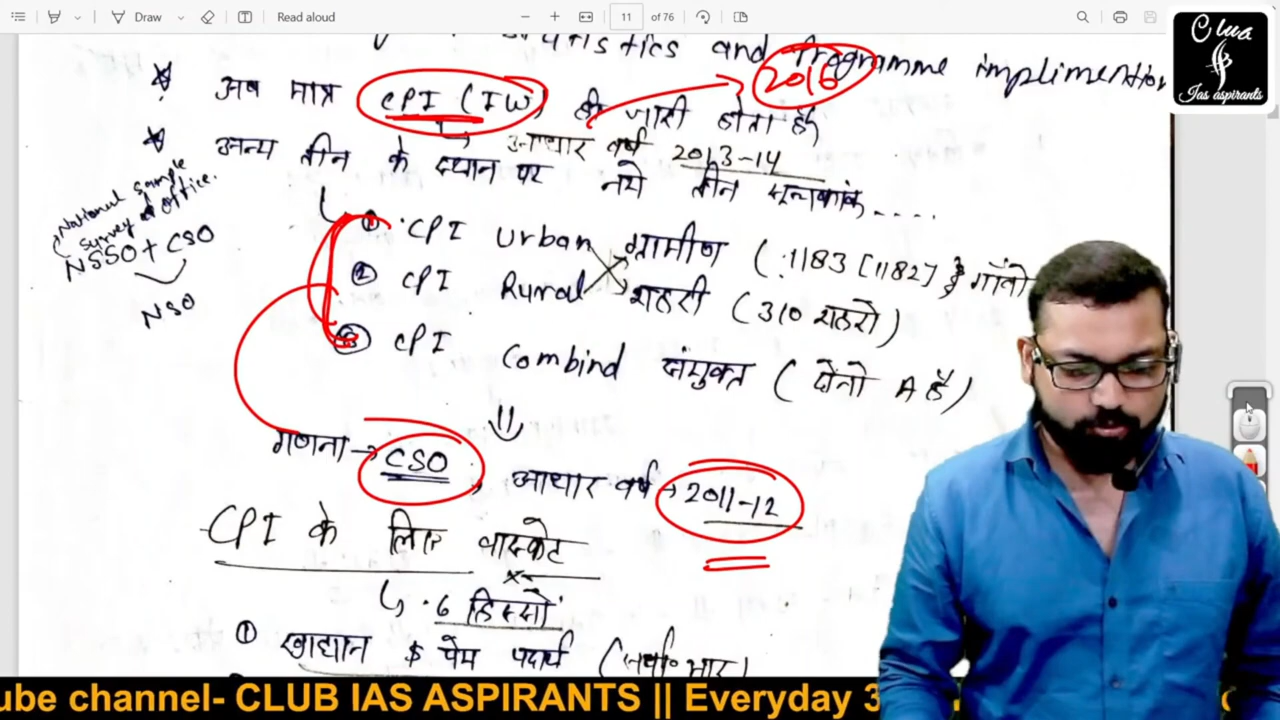 Draw
Read aloud
11 of 76
Clua
Ias aspirants
and Programme implimention
2016
अब मात्र CPI (IW) ही जारी होता है
आधार वर्ष 2013-14
अन्य तीन के स्थान पर नये तीन सूचकांक....
National Sample
Survey Office.
NSSO + CSO
NSO
① CPI Urban ग्रामीण (1183 [1182] } गाँवो
② CPI Rural शहरी (310 शहरो)
③ CPI Combind संयुक्त (दोनो A है)
गणना → CSO, आधार वर्ष → 2011-12
CPI के लिए बास्केट
6 हिस्सों
① खाद्यान $ पेय पदार्थ
ube channel- CLUB IAS ASPIRANTS || Everyday 3